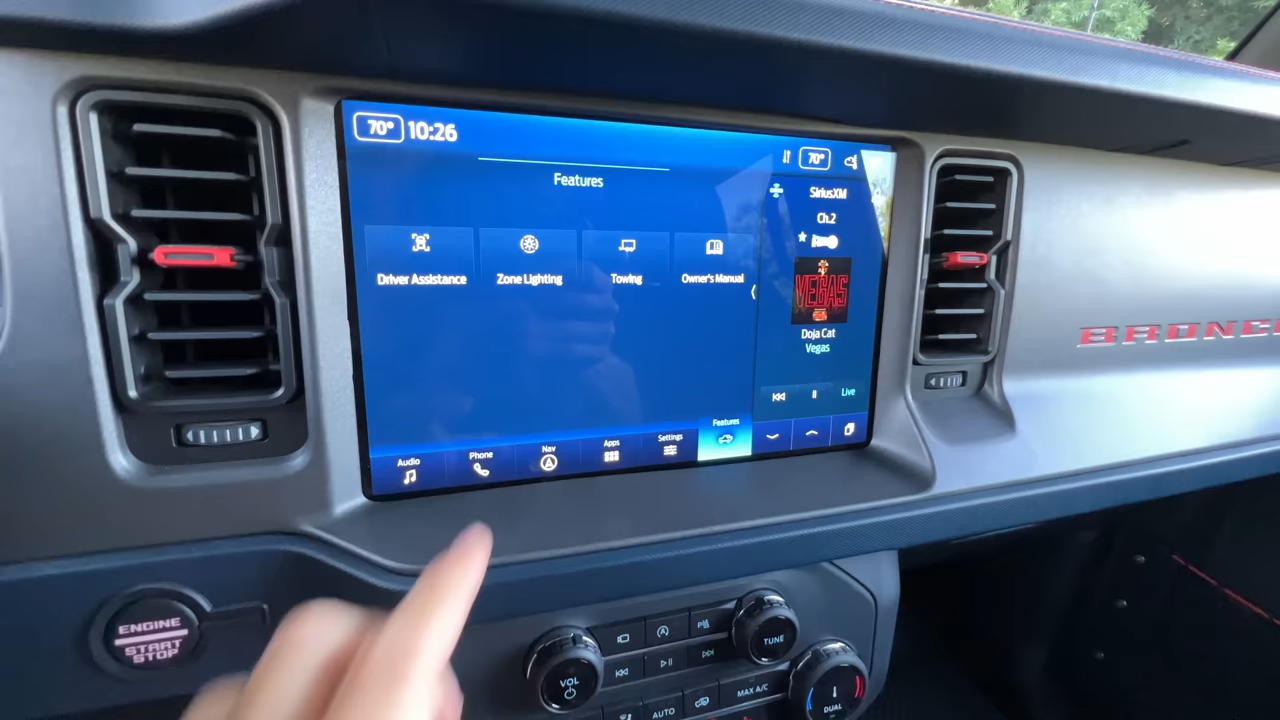 70° 10:26
70°
Features
SiriusXM
Ch.2
VEGAS
Driver Assistance
Zone Lighting
Towing
Owner's Manual
Doja Cat
Vegas
Live
Audio
Phone
Nav
Apps
Settings
Features
BRONCO
ENGINE
START
STOP
VOL
TUNE
AUTO
MAX A/C
DUAL